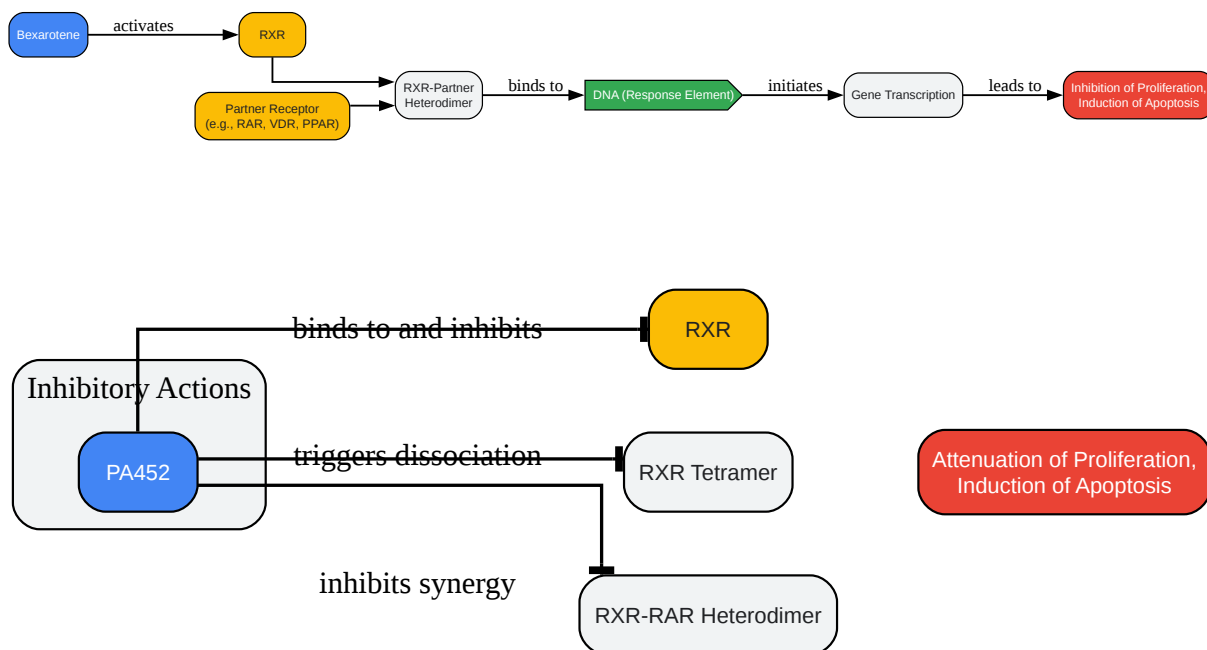 Bexarotene
activates
RXR
Partner Receptor
(e.g., RAR, VDR, PPAR)
RXR-Partner
Heterodimer
binds to
DNA (Response Element)
initiates
Gene Transcription
leads to
Inhibition of Proliferation,
Induction of Apoptosis
binds to and inhibits
RXR
Inhibitory Actions
PA452
triggers dissociation
RXR Tetramer
Attenuation of Proliferation,
Induction of Apoptosis
inhibits synergy
RXR-RAR Heterodimer